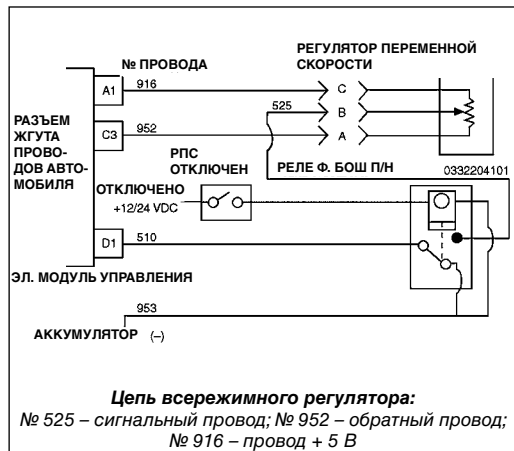 № ПРОВОДА
РЕГУЛЯТОР ПЕРЕМЕННОЙ
СКОРОСТИ
A1
916
C
525
B
РАЗЪЕМ
ЖГУТА
ПРОВО-
ДОВ АВТО-
МОБИЛЯ
C3
952
A
РПС
ОТКЛЮЧЕН
РЕЛЕ Ф. БОШ П/Н
0332204101
ОТКЛЮЧЕНО
+12/24 VDC
D1
510
ЭЛ. МОДУЛЬ УПРАВЛЕНИЯ
953
АККУМУЛЯТОР (–)
Цепь всережимного регулятора:
№ 525 – сигнальный провод; № 952 – обратный провод;
№ 916 – провод + 5 В